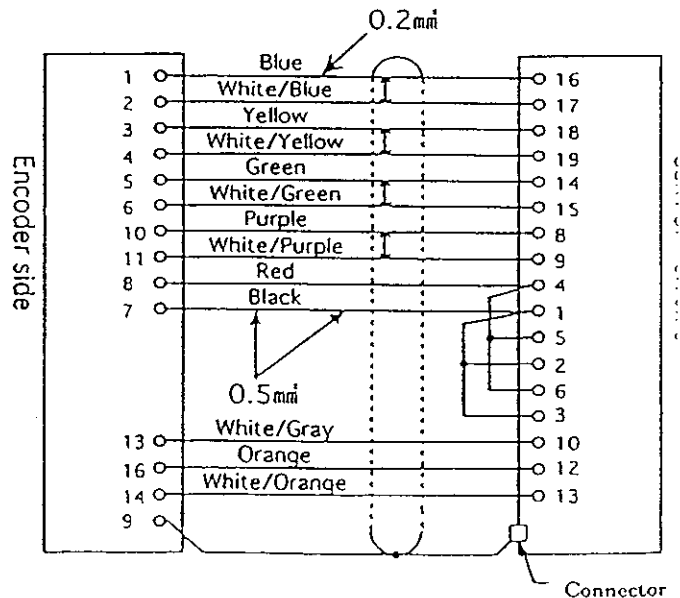 0.2mm²
1 Blue 16
2 White/Blue 17
3 Yellow 18
4 White/Yellow 19
5 Green 14
6 White/Green 15
10 Purple 8
11 White/Purple 9
8 Red 4
7 Black 1
5
2
0.5mm² 6
3
13 White/Gray 10
16 Orange 12
14 White/Orange 13
9
Encoder side
Connector